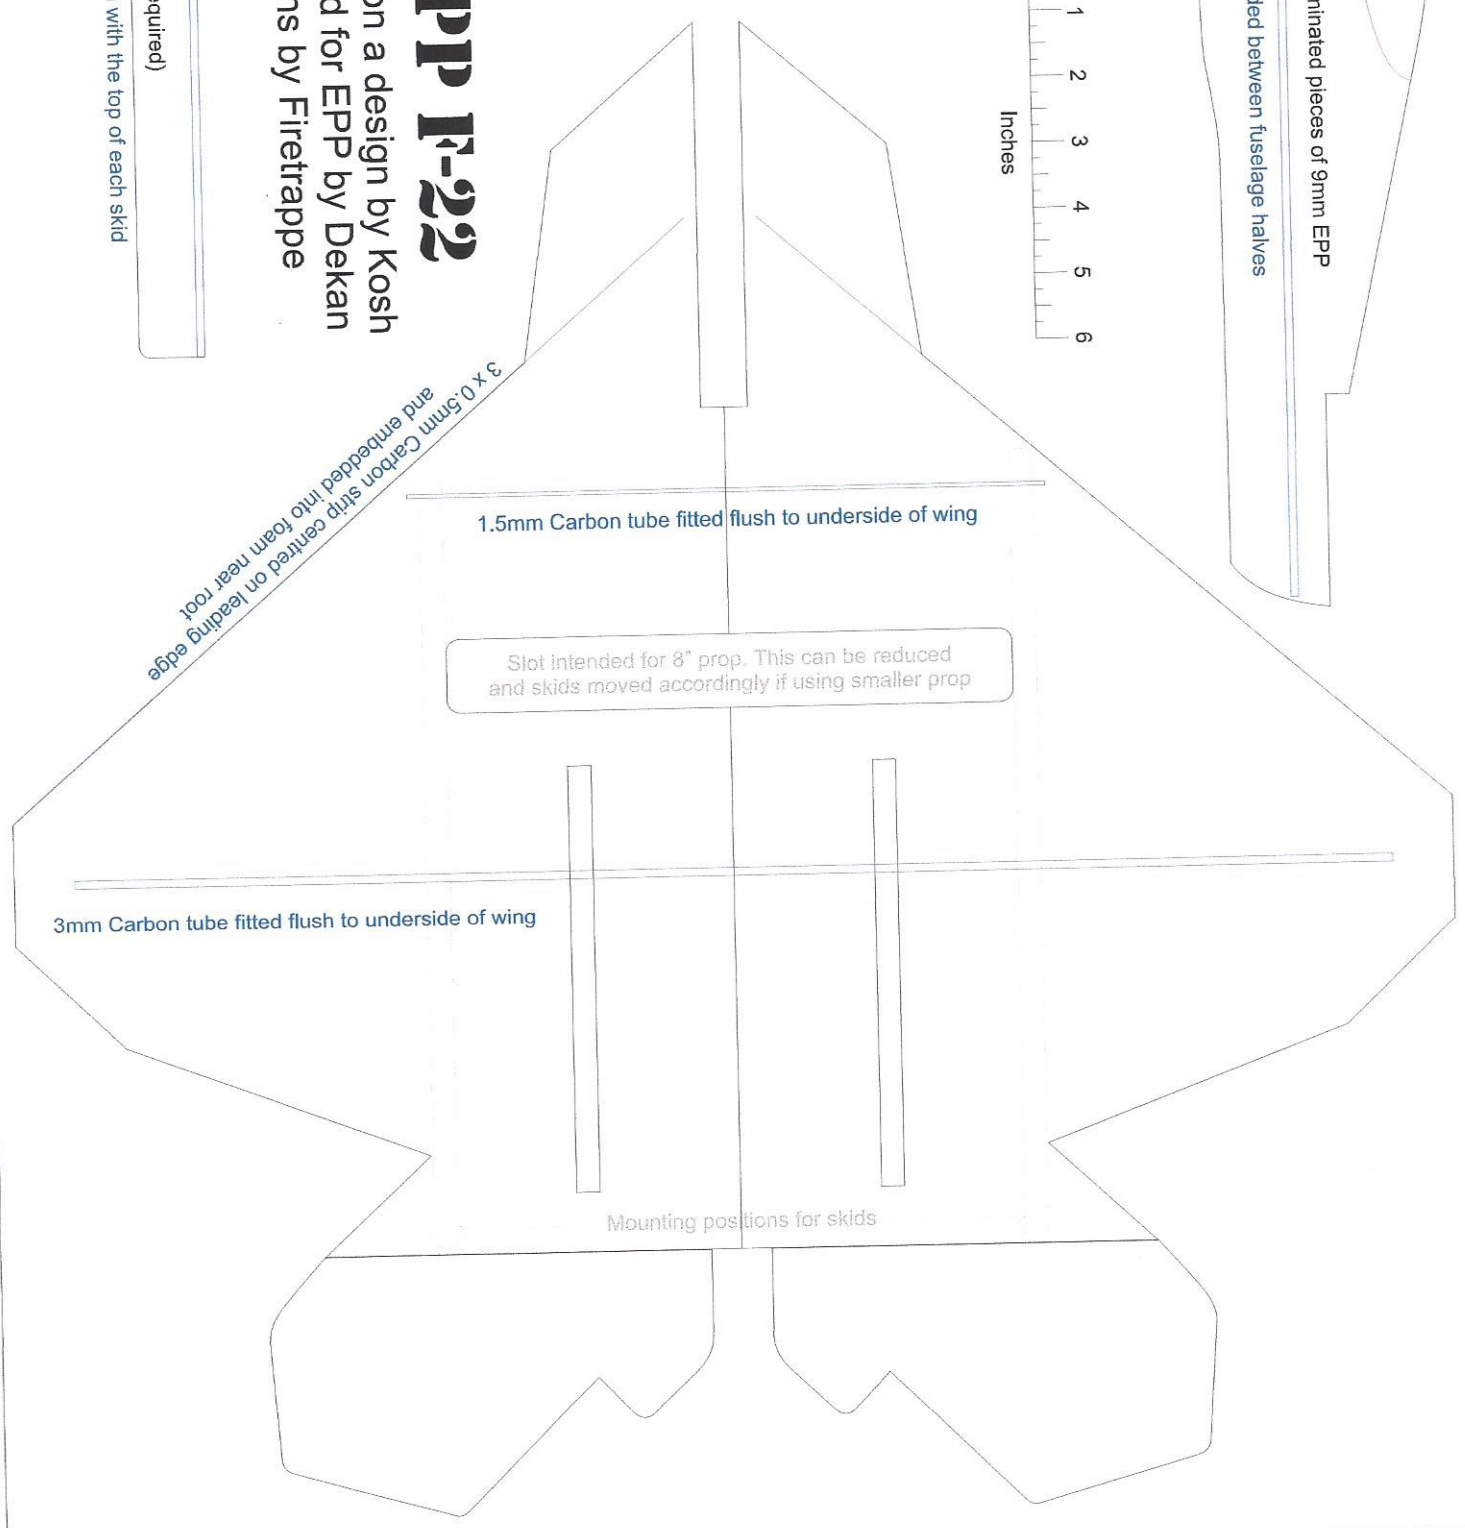 PP F-22
on a design by Kosh
d for EPP by Dekan
ns by Firetrappe
equired)
with the top of each skid
Inches
1
2
3
4
5
6
minated pieces of 9mm EPP
ded between fuselage halves
3 x 0.5mm Carbon strip centred on leading edge
and embedded into foam near root
1.5mm Carbon tube fitted flush to underside of wing
Slot intended for 8" prop. This can be reduced
and skids moved accordingly if using smaller prop
3mm Carbon tube fitted flush to underside of wing
Mounting positions for skids